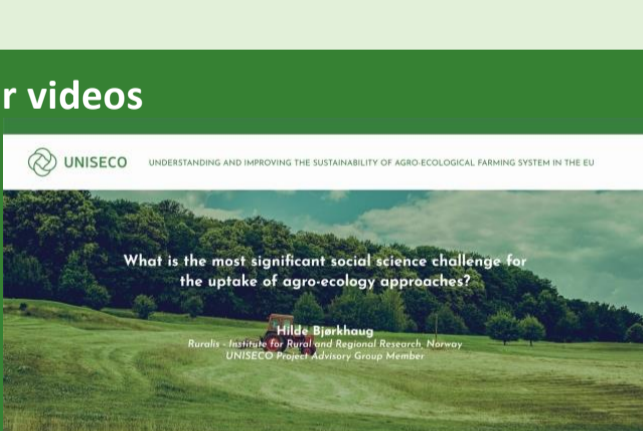 r videos
UNISECO UNDERSTANDING AND IMPROVING THE SUSTAINABILITY OF AGRO-ECOLOGICAL FARMING SYSTEM IN THE EU
What is the most significant social science challenge for
the uptake of agro-ecology approaches?
Hilde Bjørkhaug
Ruralis - Institute for Rural and Regional Research, Norway
UNISECO Project Advisory Group Member